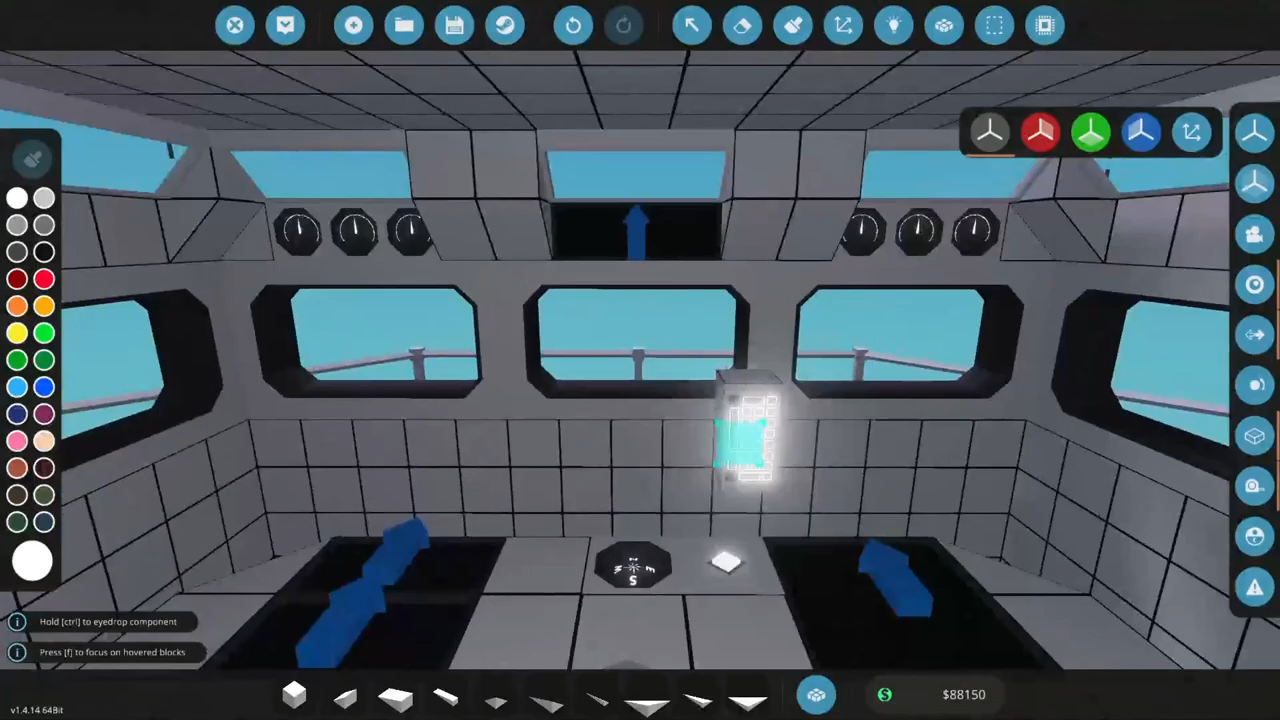 S
Hold [ctrl] to eyedrop component
Press [f] to focus on hovered blocks
$88150
v1.4.14 64Bit